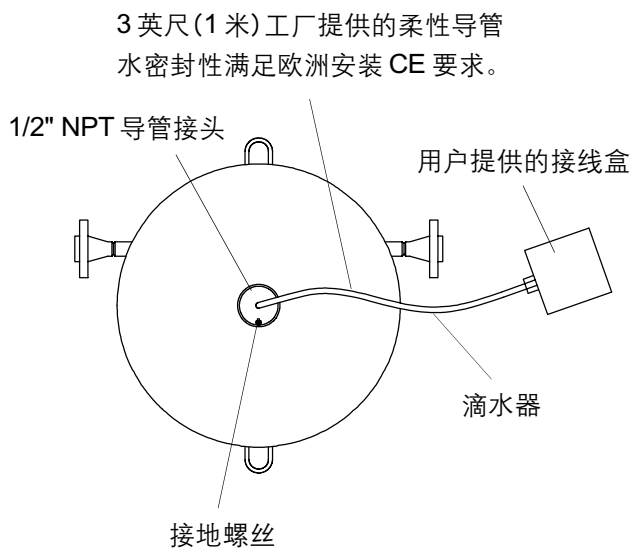 3 英尺(1 米)工厂提供的柔性导管
水密封性满足欧洲安装 CE 要求。
1/2" NPT 导管接头
用户提供的接线盒
滴水器
接地螺丝